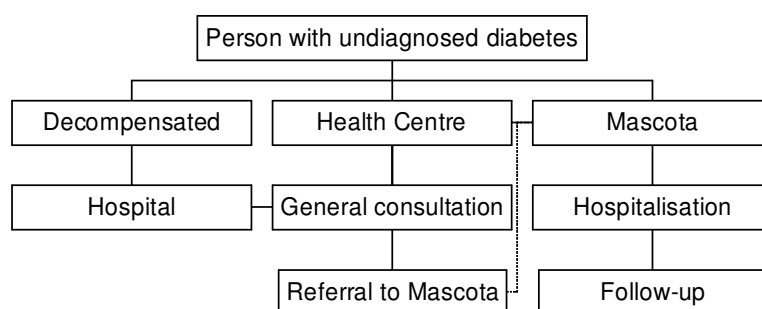 Person with undiagnosed diabetes
Decompensated
Health Centre
Mascota
Hospital
General consultation
Hospitalisation
Referral to Mascota
Follow-up